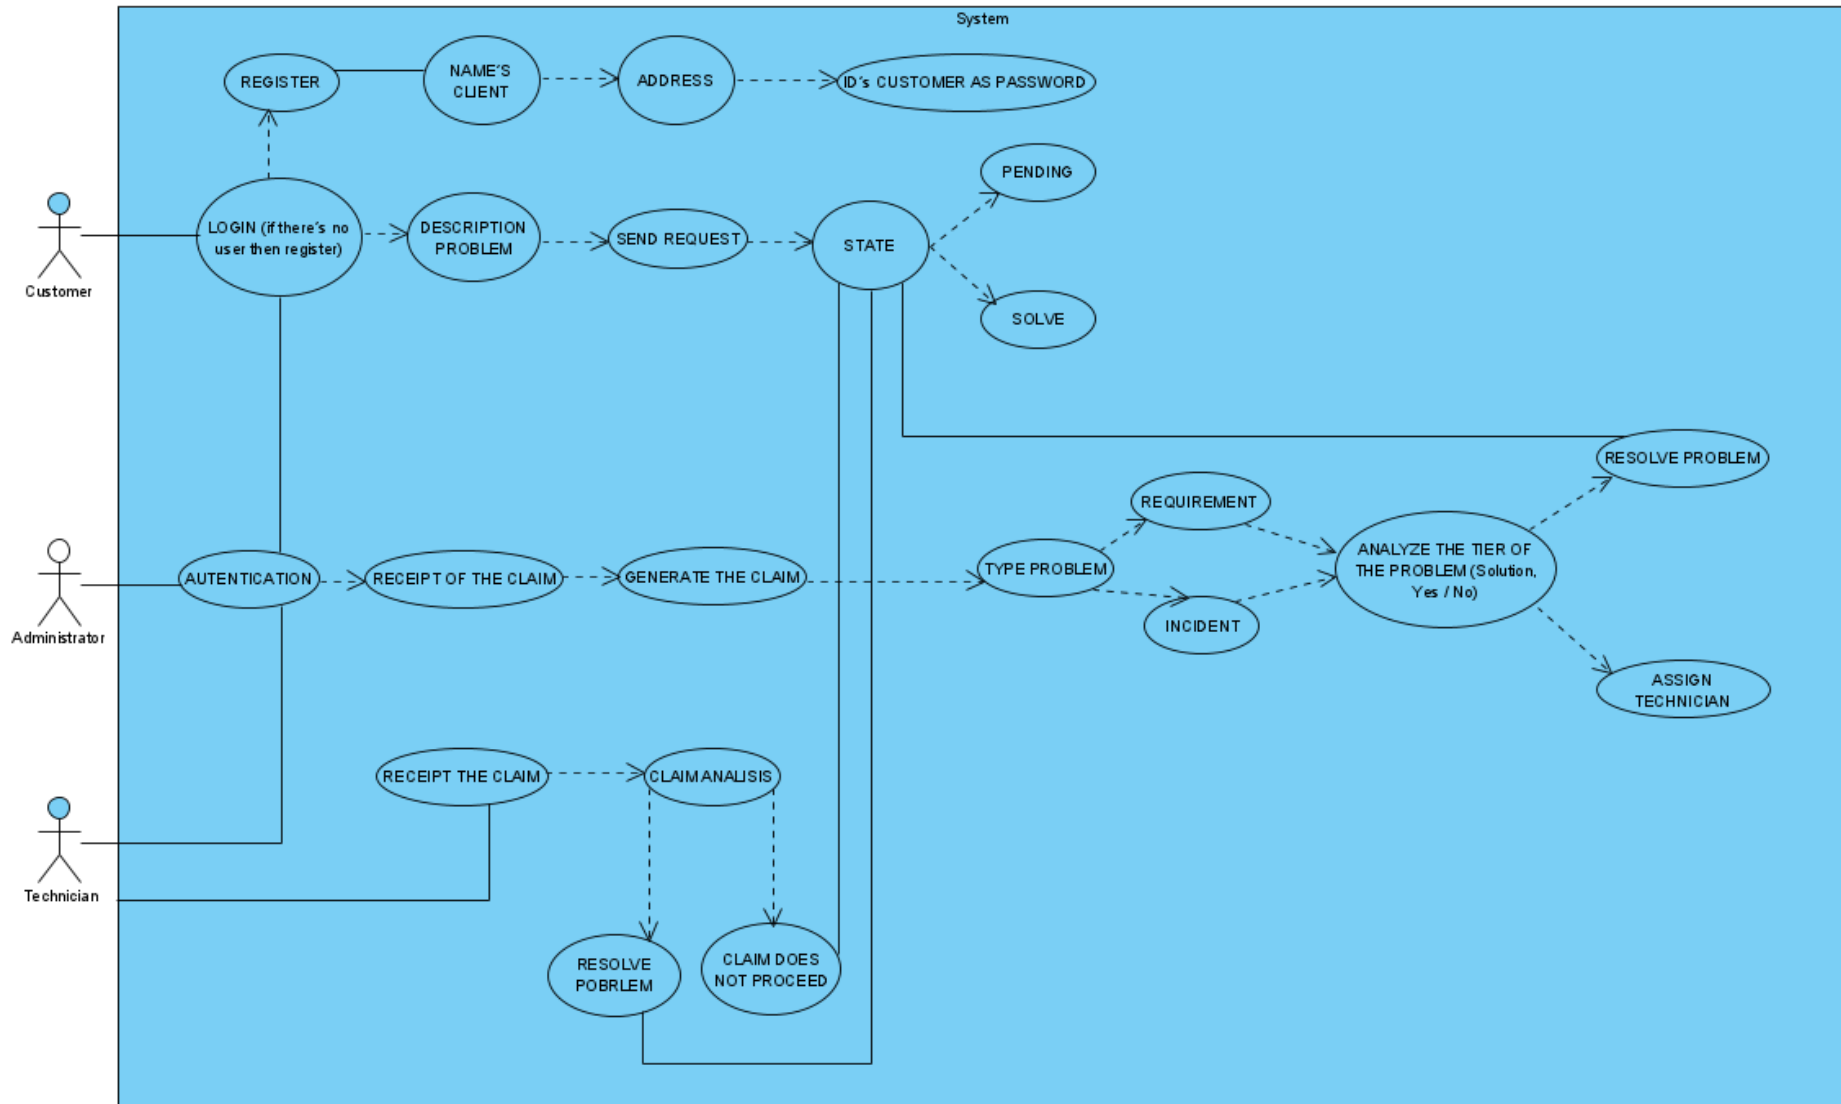 System
REGISTER
NAME'S
CLIENT
ADDRESS
ID's CUSTOMER AS PASSWORD
PENDING
LOGIN (if there's no
user then register)
DESCRIPTION
PROBLEM
SEND REQUEST
STATE
Customer
SOLVE
RESOLVE PROBLEM
REQUIREMENT
ANALYZE THE TIER OF
THE PROBLEM (Solution,
Yes / No)
AUTENTICATION
RECEIPT OF THE CLAIM
GENERATE THE CLAIM
TYPE PROBLEM
INCIDENT
Administrator
ASSIGN
TECHNICIAN
RECEIPT THE CLAIM
CLAIM ANALISIS
Technician
RESOLVE
POBRLEM
CLAIM DOES
NOT PROCEED